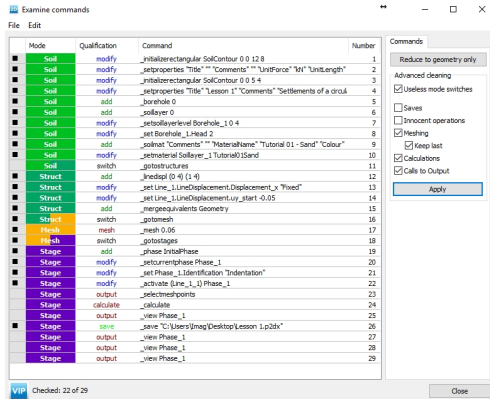 Examine commands
File Edit
Mode Qualification Command Number
Soil modify _initializerectangular SoilContour 0 0 12 8 1
Soil modify _setproperties "Title" "" "Comments" "" "UnitForce" "kN" "UnitLength" 2
Soil modify _initializerectangular SoilContour 0 0 5 4 3
Soil modify _setproperties "Title" "Lesson 1" "Comments" "Settlements of a circul 4
Soil add _borehole 0 5
Soil add _soillayer 0 6
Soil modify _setsoillayerlevel Borehole_1 0 4 7
Soil modify _set Borehole_1.Head 2 8
Soil add _soilmat "Comments" "" "MaterialName" "Tutorial 01 - Sand" "Colour" 9
Soil modify _setmaterial Soillayer_1 Tutorial01Sand 10
Soil switch _gotostructures 11
Struct add _linedispl (0 4) (1 4) 12
Struct modify _set Line_1.LineDisplacement.Displacement_x "Fixed" 13
Struct modify _set Line_1.LineDisplacement.uy_start -0.05 14
Struct add _mergeequivalents Geometry 15
Struct switch _gotomesh 16
Mesh mesh _mesh 0.06 17
Mesh switch _gotostages 18
Stage add _phase InitialPhase 19
Stage modify _setcurrentphase Phase_1 20
Stage modify _set Phase_1.Identification "Indentation" 21
Stage modify _activate (Line_1_1) Phase_1 22
Stage output _selectmeshpoints 23
Stage calculate _calculate 24
Stage output _view Phase_1 25
Stage save _save "C:\Users\Imag\Desktop\Lesson 1.p2dx" 26
Stage output _view Phase_1 27
Stage output _view Phase_1 28
Stage output _view Phase_1 29
Commands
Reduce to geometry only
Advanced cleaning
Useless mode switches
Saves
Innocent operations
Meshing
Keep last
Calculations
Calls to Output
Apply
VIP Checked: 22 of 29
Close